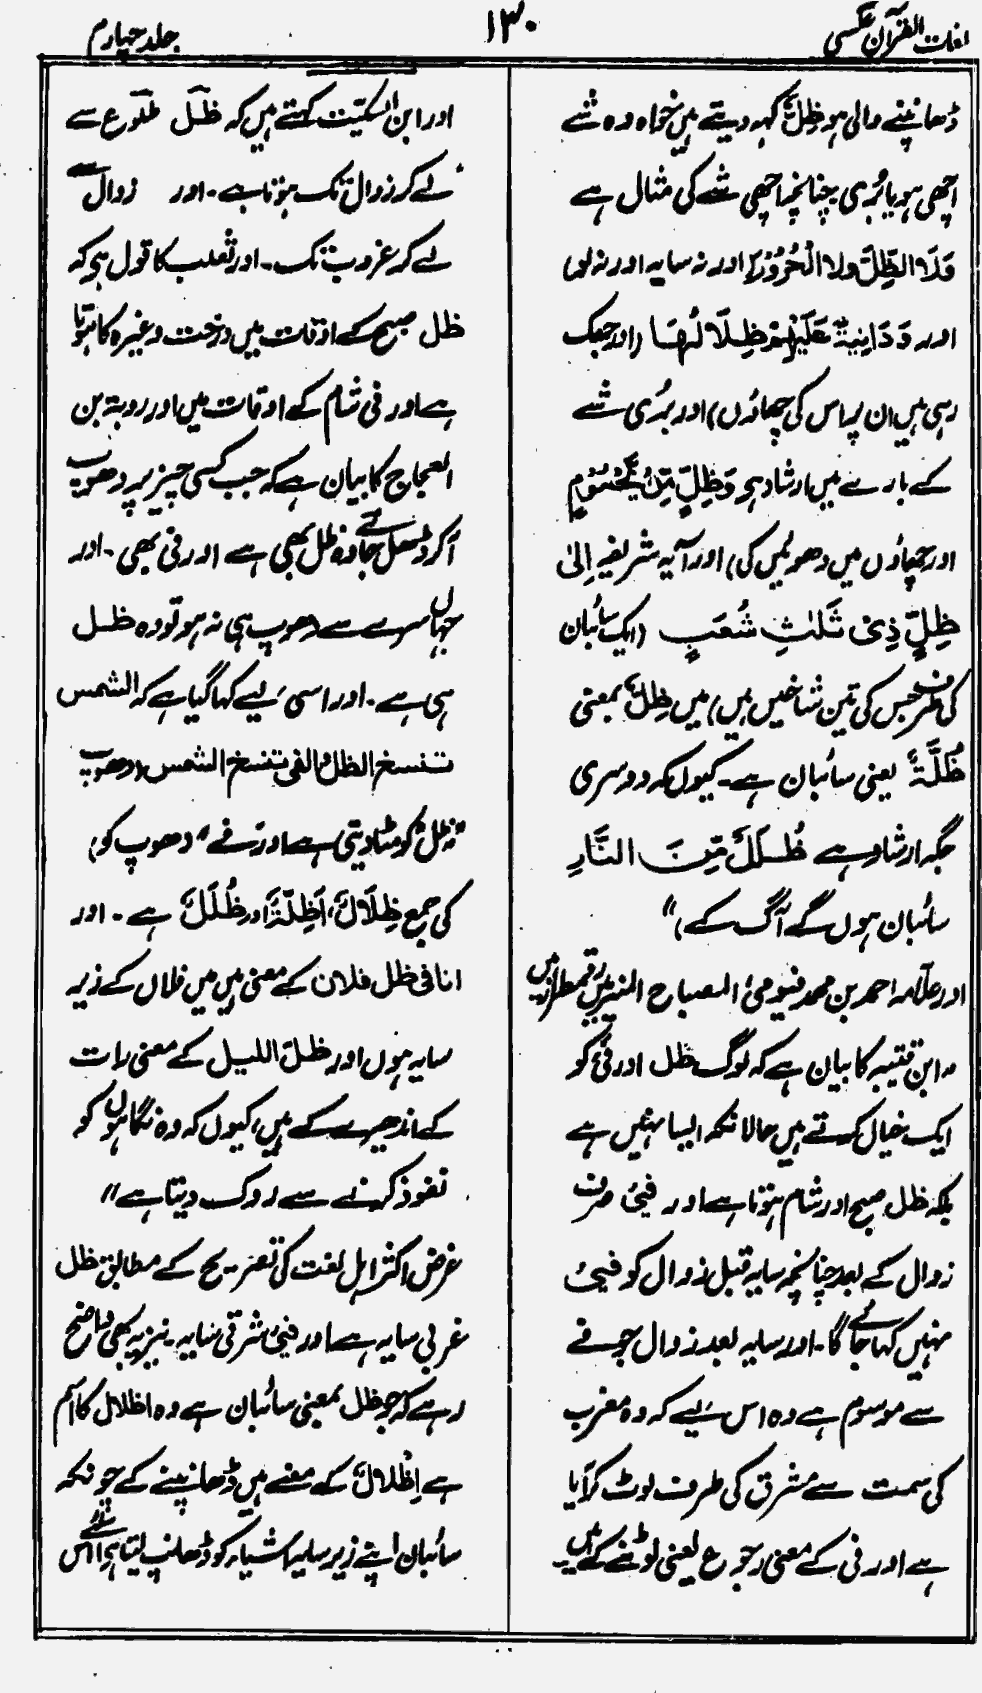 لغات القرآن عکسی
۱۳۰
جلد چہارم
ڈھانپنے والی ہو ظِلٌّ کہہ دیتے ہیں خواہ وہ شے
اچھی ہو یا بُری چنانچہ اچھی شے کی مثال ہے
وَلَا الظِّلُّ وَلَا الْحَرُوْرُ (اور نہ سایہ اور نہ لو)
اور وَدَانِيَةً عَلَيْهِمْ ظِلَالُهَا (اور جھک
رہی ہیں ان پر اس کی چھاؤں) اور بُری شے
کے بارے میں ارشاد ہے وَظِلٍّ مِّنْ يَّحْمُوْمٍ
اور چھاؤں میں دھوئیں کی) اور آیہ شریفہ اِلٰی
ظِلٍّ ذِیْ ثَلٰثِ شُعَبٍ (ایک سائبان
کی طرف جس کی تین شاخیں ہیں) میں ظِلٌّ بمعنی
ظُلَّةٌ یعنی سائبان ہے۔ کیوں کہ دوسری
جگہ ارشاد ہے ظُلَلٌ مِّنَ النَّارِ
سائبان ہوں گے آگ کے)"
اور علامہ احمد بن محمد فیومی المصباح المنیر میں رقمطراز ہیں
"ابن قتیبہ کا بیان ہے کہ لوگ ظل اور فَیْء کو
ایک خیال کرتے ہیں حالانکہ ایسا نہیں ہے
بلکہ ظل صبح اور شام ہوتا ہے اور فَیْء صرف
زوال کے بعد چنانچہ سایہ قبل زوال کو فَیْء
نہیں کہا جائے گا۔ اور سایہ بعد زوال جو فَے
سے موسوم ہے وہ اس لیے کہ وہ مغرب
کی سمت سے مشرق کی طرف لوٹ کر آیا
ہے اور فی کے معنی رجوع یعنی لوٹنے کے ہیں۔
اور ابن السکیت کہتے ہیں کہ ظل طلوع سے
لے کر زوال تک ہوتا ہے۔ اور زوال سے
لے کر غروب تک۔ اور ثعلب کا قول ہے کہ
ظل صبح کے اوقات میں درخت وغیرہ کا ہوتا
ہے اور فی شام کے اوقات میں اور روبۃ بن
العجاج کا بیان ہے کہ جب کسی چیز پر دھوپ
آکر ڈھل جائے وہ ظل بھی ہے اور فی بھی۔ اور
جہاں سرے سے دھوپ ہی نہ ہو تو وہ ظل
ہی ہے۔ اور اسی لیے کہا گیا ہے کہ الشمس
تنسخ الظل والفی تنسخ الشمس (دھوپ
"ظل" کو مٹا دیتی ہے اور "فے" دھوپ کو)
کی جمع ظِلَالٌ، اَظِلَّةٌ اور ظُلَلٌ ہے۔ اور
انا فی ظل فلان کے معنی ہیں میں فلاں کے زیر
سایہ ہوں اور ظل اللیل کے معنی رات
کے اندھیرے کے ہیں، کیوں کہ وہ نگاہوں کو
نفوذ کرنے سے روک دیتا ہے"
غرض اکثر اہل لغت کی تصریح کے مطابق ظل
غربی سایہ ہے اور فَیْء شرقی سایہ۔ نیز یہ بھی واضح
رہے کہ جو ظل بمعنی سائبان ہے وہ اظلال کا اسم
ہے اِظْلَالٌ کے معنے ہیں ڈھانپنے کے چونکہ
سائبان اپنے زیر سایہ اشیاء کو ڈھانپ لیتا ہے اس لئے